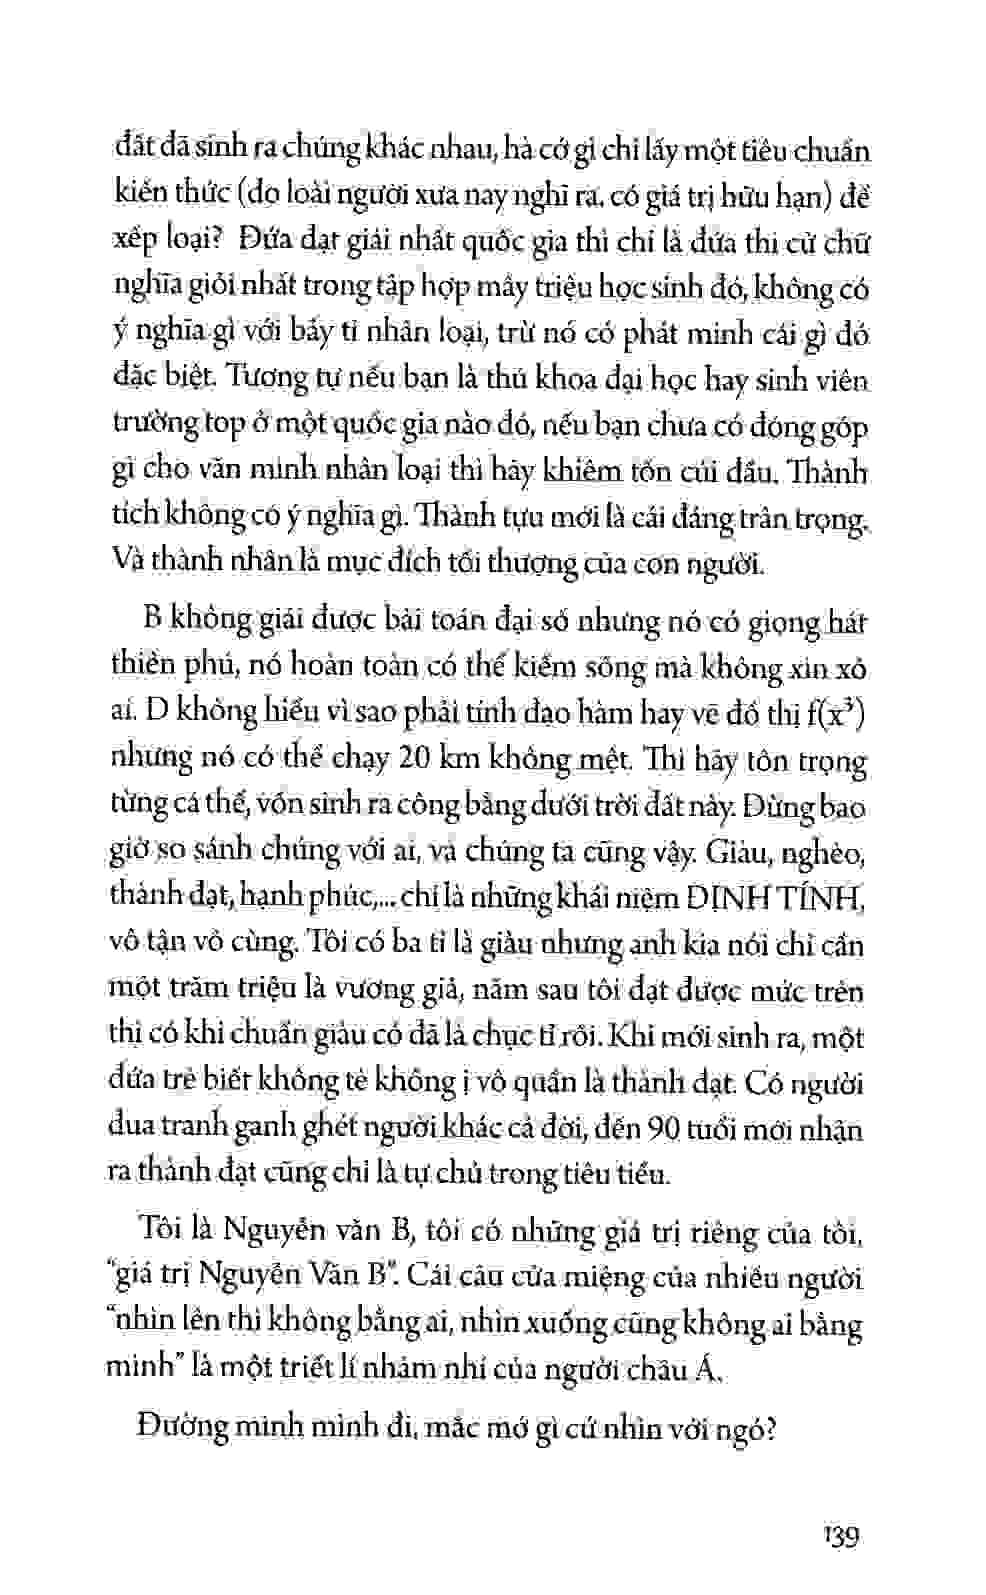 đất đã sinh ra chúng khác nhau, hà cớ gì chỉ lấy một tiêu chuẩn
kiến thức (do loài người xưa nay nghĩ ra, có giá trị hữu hạn) để
xếp loại? Đứa đạt giải nhất quốc gia thì chỉ là đứa thi cử chữ
nghĩa giỏi nhất trong tập hợp mấy triệu học sinh đó, không có
ý nghĩa gì với bảy tỉ nhân loại, trừ nó có phát minh cái gì đó
đặc biệt. Tương tự nếu bạn là thủ khoa đại học hay sinh viên
trường top ở một quốc gia nào đó, nếu bạn chưa có đóng góp
gì cho văn minh nhân loại thì hãy khiêm tốn cúi đầu. Thành
tích không có ý nghĩa gì. Thành tựu mới là cái đáng trân trọng.
Và thành nhân là mục đích tối thượng của con người.
B không giải được bài toán đại số nhưng nó có giọng hát
thiên phú, nó hoàn toàn có thể kiếm sống mà không xin xỏ
ai. D không hiểu vì sao phải tính đạo hàm hay vẽ đồ thị f(x³)
nhưng nó có thể chạy 20 km không mệt. Thì hãy tôn trọng
từng cá thể, vốn sinh ra công bằng dưới trời đất này. Đừng bao
giờ so sánh chúng với ai, và chúng ta cũng vậy. Giàu, nghèo,
thành đạt, hạnh phúc,... chỉ là những khái niệm ĐỊNH TÍNH,
vô tận vô cùng. Tôi có ba tỉ là giàu nhưng anh kia nói chỉ cần
một trăm triệu là vương giả, năm sau tôi đạt được mức trên
thì có khi chuẩn giàu có đã là chục tỉ rồi. Khi mới sinh ra, một
đứa trẻ biết không tè không ị vô quần là thành đạt. Có người
đua tranh ganh ghét người khác cả đời, đến 90 tuổi mới nhận
ra thành đạt cũng chỉ là tự chủ trong tiêu tiểu.
Tôi là Nguyễn văn B, tôi có những giá trị riêng của tôi,
“giá trị Nguyễn Văn B”. Cái câu cửa miệng của nhiều người
“nhìn lên thì không bằng ai, nhìn xuống cũng không ai bằng
mình” là một triết lí nhảm nhí của người châu Á.
Đường mình mình đi, mắc mớ gì cứ nhìn với ngó?
139